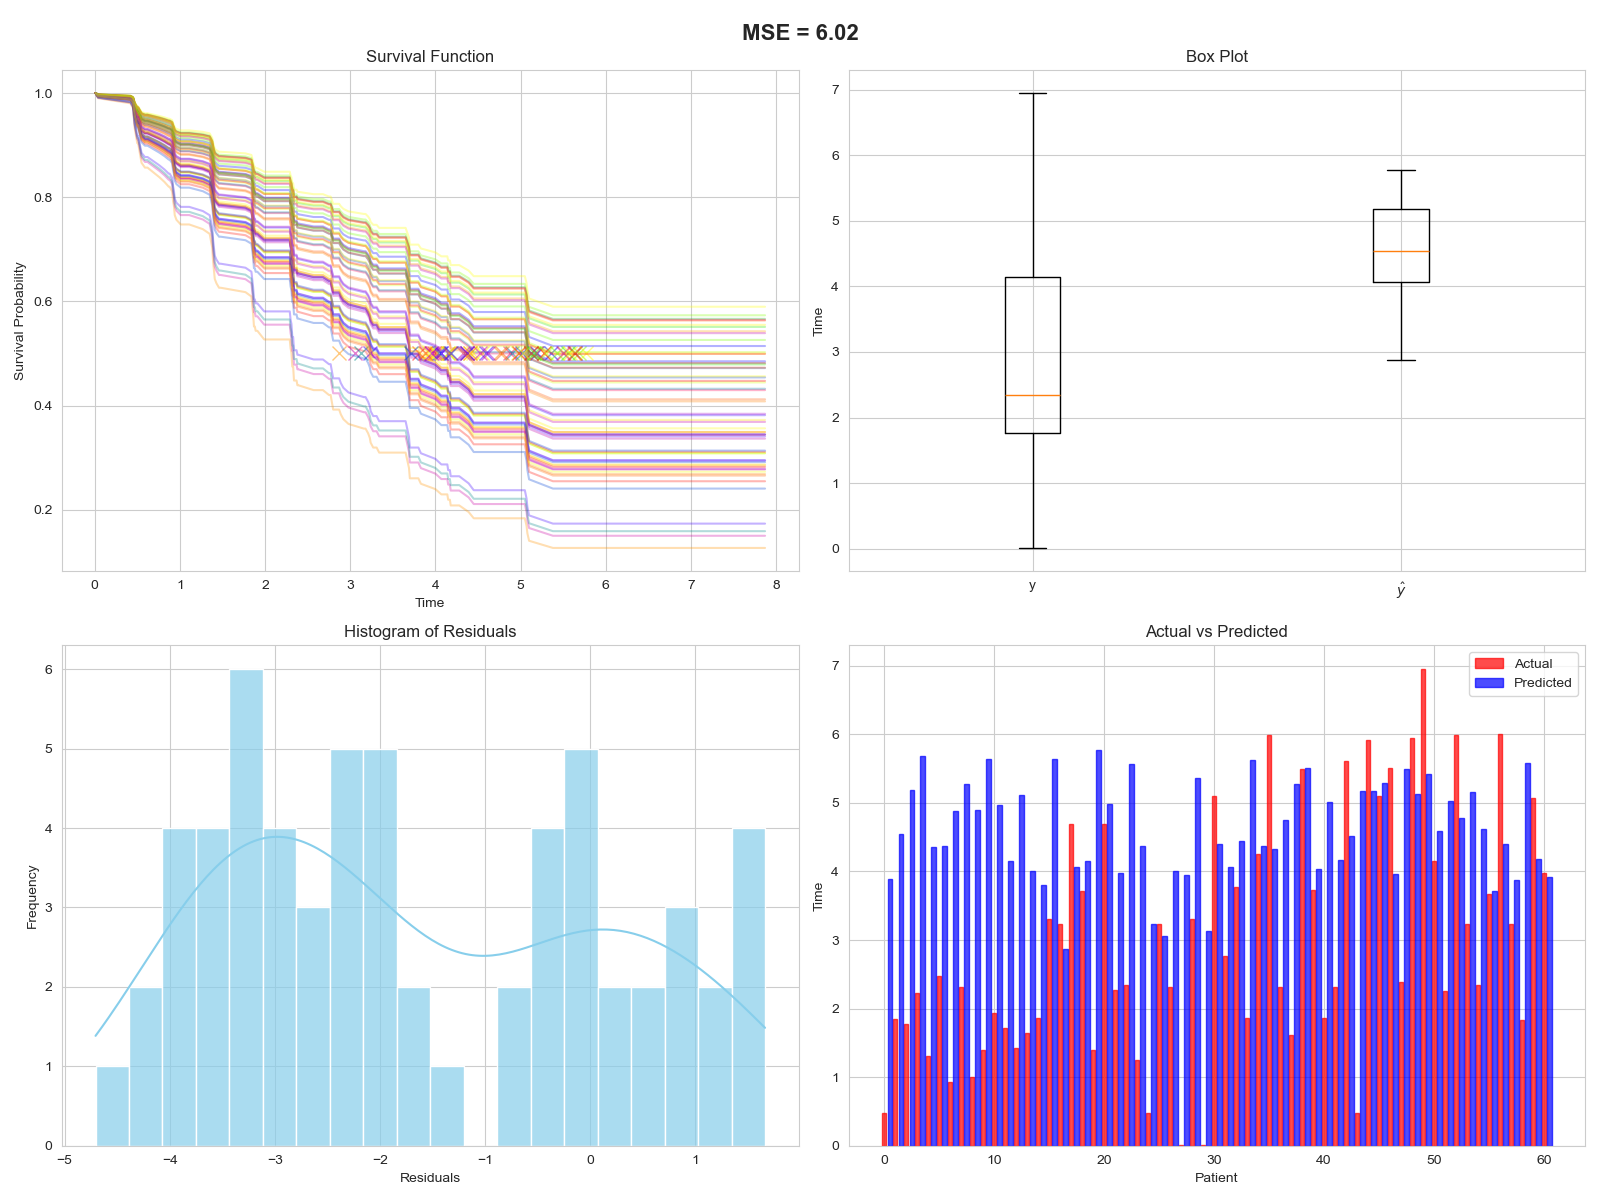 MSE = 6.02
Survival Function
Survival Probability
1.0
0.8
0.6
0.4
0.2
0 1 2 3 4 5 6 7 8
Time
Box Plot
Time
7
6
5
4
3
2
1
0
y ŷ
Histogram of Residuals
Frequency
6
5
4
3
2
1
0
−5 −4 −3 −2 −1 0 1
Residuals
Actual vs Predicted
Actual
Predicted
Time
7
6
5
4
3
2
1
0
0 10 20 30 40 50 60
Patient